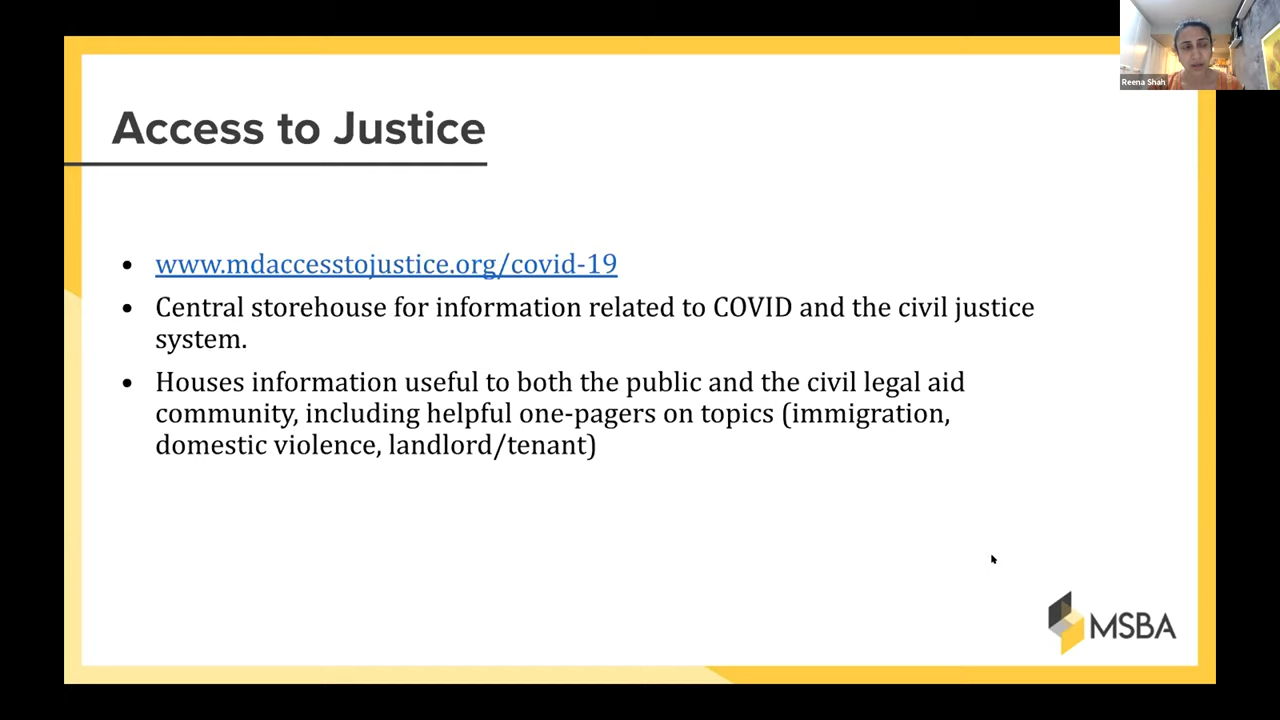 Reena Shah
Access to Justice
• www.mdaccesstojustice.org/covid-19
• Central storehouse for information related to COVID and the civil justice
system.
• Houses information useful to both the public and the civil legal aid
community, including helpful one-pagers on topics (immigration,
domestic violence, landlord/tenant)
MSBA